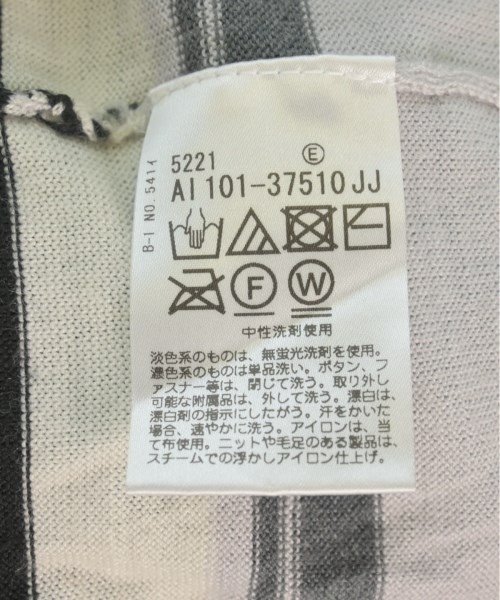 B-I NO.5411
5221 Ⓔ
AI101-37510JJ
Ⓕ Ⓦ
中性洗剤使用
淡色系のものは、無蛍光洗剤を使用。
濃色系のものは単品洗い。ボタン、フ
ァスナー等は、閉じて洗う。取り外し
可能な附属品は、外して洗う。漂白は、
漂白剤の指示にしたがう。汗をかいた
場合、速やかに洗う。アイロンは、当
て布使用。ニットや毛足のある製品は、
スチームでの浮かしアイロン仕上げ。